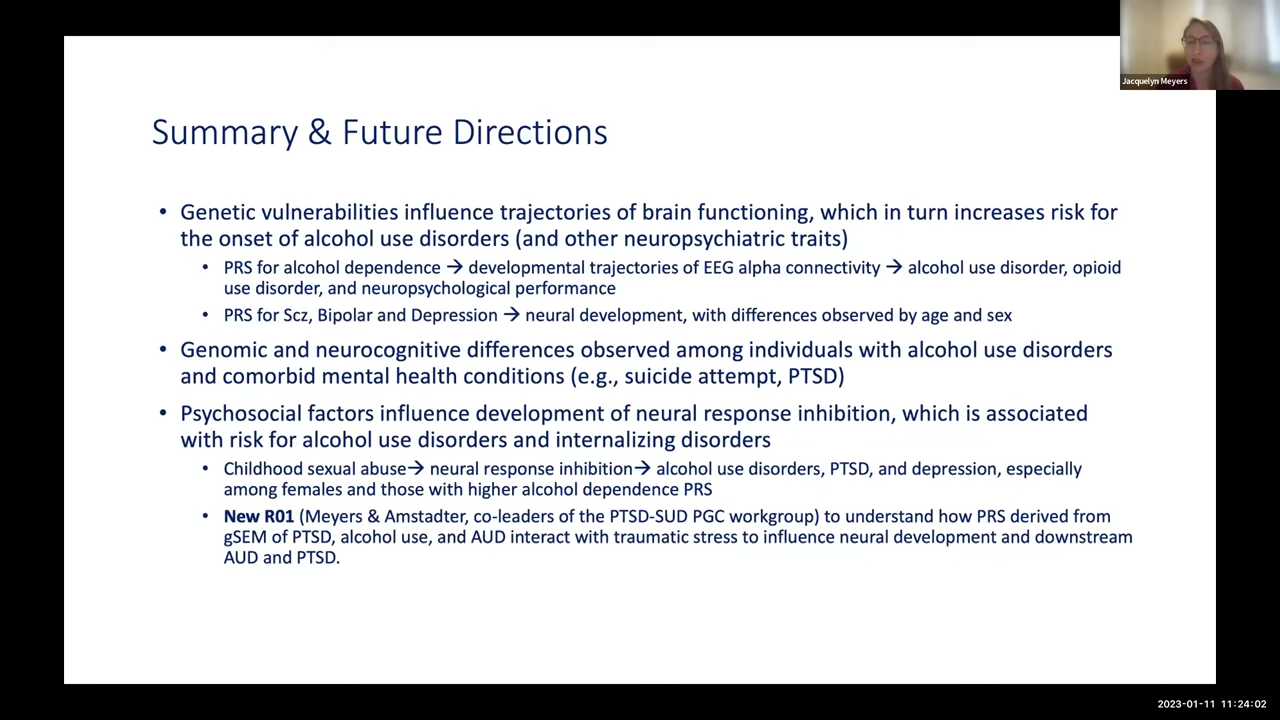 Jacquelyn Meyers
Summary & Future Directions
• Genetic vulnerabilities influence trajectories of brain functioning, which in turn increases risk for
the onset of alcohol use disorders (and other neuropsychiatric traits)
• PRS for alcohol dependence → developmental trajectories of EEG alpha connectivity → alcohol use disorder, opioid
use disorder, and neuropsychological performance
• PRS for Scz, Bipolar and Depression → neural development, with differences observed by age and sex
• Genomic and neurocognitive differences observed among individuals with alcohol use disorders
and comorbid mental health conditions (e.g., suicide attempt, PTSD)
• Psychosocial factors influence development of neural response inhibition, which is associated
with risk for alcohol use disorders and internalizing disorders
• Childhood sexual abuse→ neural response inhibition→ alcohol use disorders, PTSD, and depression, especially
among females and those with higher alcohol dependence PRS
• New R01 (Meyers & Amstadter, co-leaders of the PTSD-SUD PGC workgroup) to understand how PRS derived from
gSEM of PTSD, alcohol use, and AUD interact with traumatic stress to influence neural development and downstream
AUD and PTSD.
2023-01-11 11:24:02